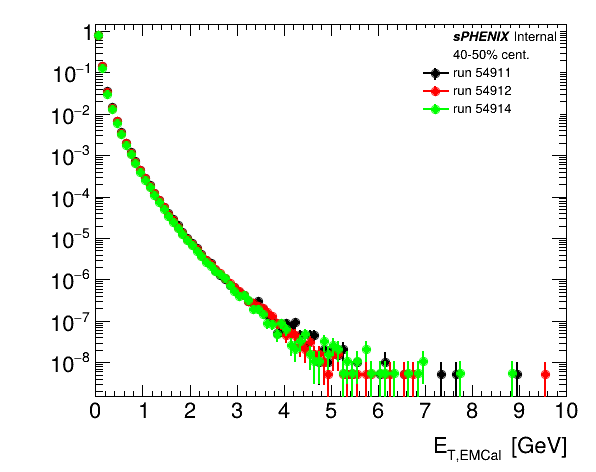 sPHENIX Internal
40-50% cent.
run 54911
run 54912
run 54914
1
10⁻¹
10⁻²
10⁻³
10⁻⁴
10⁻⁵
10⁻⁶
10⁻⁷
10⁻⁸
0 1 2 3 4 5 6 7 8 9 10
E_T,EMCal [GeV]